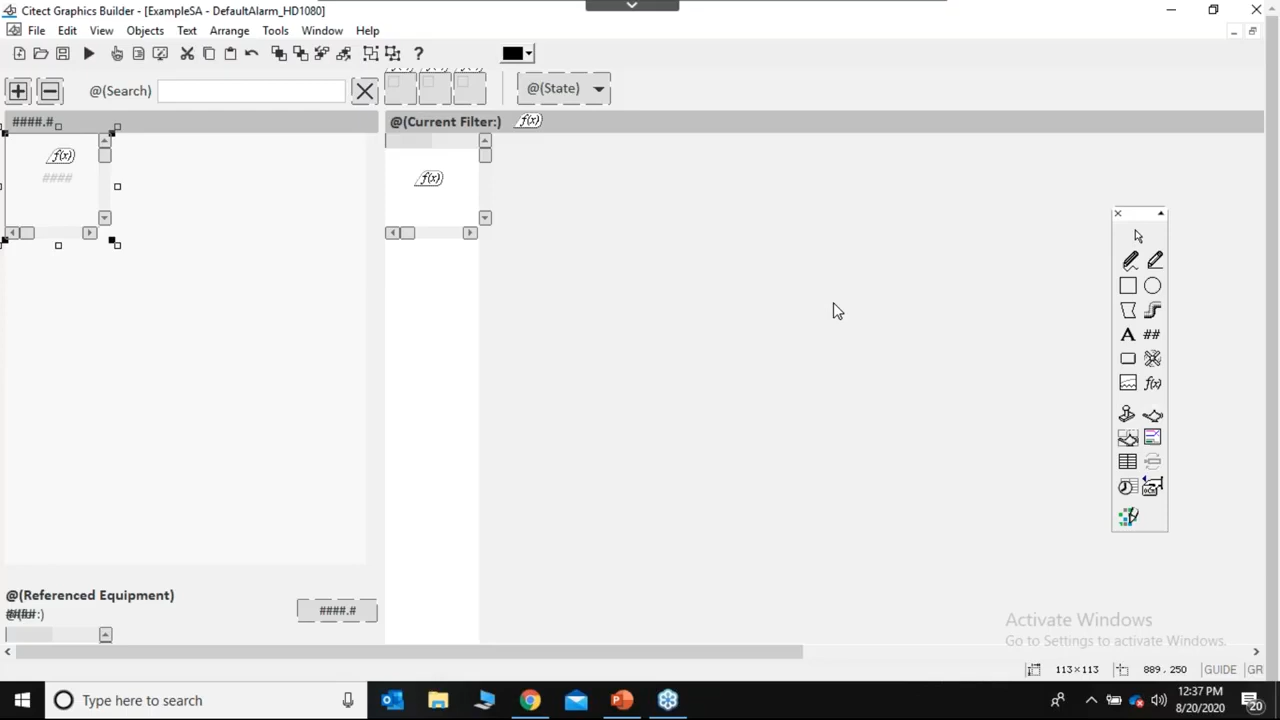 Citect Graphics Builder - [ExampleSA - DefaultAlarm_HD1080]
File Edit View Objects Text Arrange Tools Window Help
@(Search)
@(State)
####.#
@(Current Filter:) f(x)
f(x)
####
f(x)
A ##
f(x)
@(Referenced Equipment)
####.#
Activate Windows
Go to Settings to activate Windows.
113×113 889,250 GUIDE GR
Type here to search
12:37 PM
8/20/2020
20